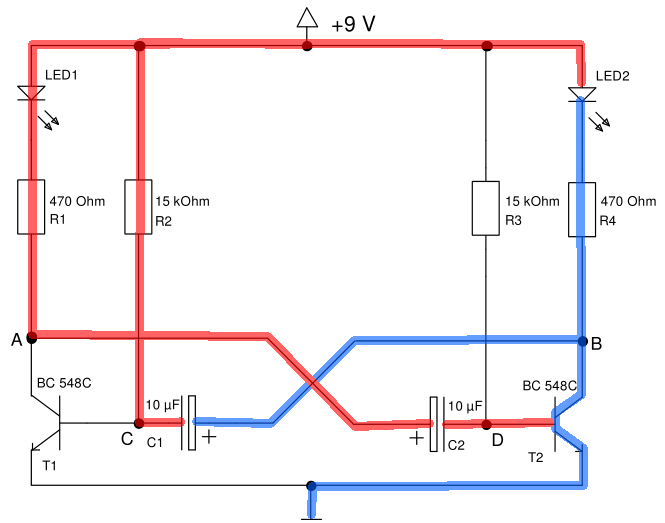 +9 V
LED1
LED2
470 Ohm
R1
15 kOhm
R2
15 kOhm
R3
470 Ohm
R4
A
B
BC 548C
BC 548C
10 µF
10 µF
C
C1
+
+
C2
D
T1
T2